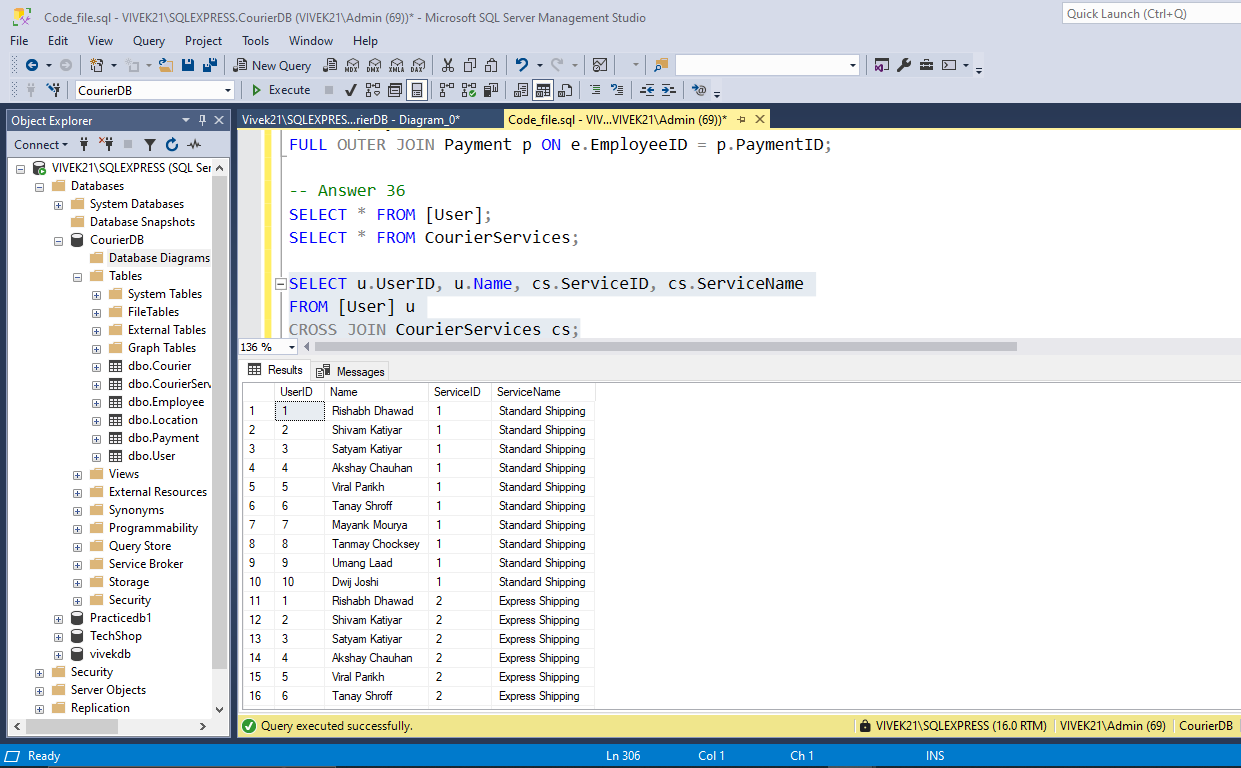 Code_file.sql - VIVEK21\SQLEXPRESS.CourierDB (VIVEK21\Admin (69))* - Microsoft SQL Server Management Studio
Quick Launch (Ctrl+Q)
File Edit View Query Project Tools Window Help
New Query MDX DMX XMLA DAX
CourierDB Execute
Object Explorer
Vivek21\SQLEXPRES...rierDB - Diagram_0*
Code_file.sql - VIV...VIVEK21\Admin (69))*
Connect
VIVEK21\SQLEXPRESS (SQL Ser
Databases
System Databases
Database Snapshots
CourierDB
Database Diagrams
Tables
System Tables
FileTables
External Tables
Graph Tables
dbo.Courier
dbo.CourierServ
dbo.Employee
dbo.Location
dbo.Payment
dbo.User
Views
External Resources
Synonyms
Programmability
Query Store
Service Broker
Storage
Security
Practicedb1
TechShop
vivekdb
Security
Server Objects
Replication
FULL OUTER JOIN Payment p ON e.EmployeeID = p.PaymentID;
-- Answer 36
SELECT * FROM [User];
SELECT * FROM CourierServices;
SELECT u.UserID, u.Name, cs.ServiceID, cs.ServiceName
FROM [User] u
CROSS JOIN CourierServices cs;
136 %
Results Messages
UserID Name ServiceID ServiceName
1 1 Rishabh Dhawad 1 Standard Shipping
2 2 Shivam Katiyar 1 Standard Shipping
3 3 Satyam Katiyar 1 Standard Shipping
4 4 Akshay Chauhan 1 Standard Shipping
5 5 Viral Parikh 1 Standard Shipping
6 6 Tanay Shroff 1 Standard Shipping
7 7 Mayank Mourya 1 Standard Shipping
8 8 Tanmay Chocksey 1 Standard Shipping
9 9 Umang Laad 1 Standard Shipping
10 10 Dwij Joshi 1 Standard Shipping
11 1 Rishabh Dhawad 2 Express Shipping
12 2 Shivam Katiyar 2 Express Shipping
13 3 Satyam Katiyar 2 Express Shipping
14 4 Akshay Chauhan 2 Express Shipping
15 5 Viral Parikh 2 Express Shipping
16 6 Tanay Shroff 2 Express Shipping
Query executed successfully.
VIVEK21\SQLEXPRESS (16.0 RTM) VIVEK21\Admin (69) CourierDB
Ready Ln 306 Col 1 Ch 1 INS